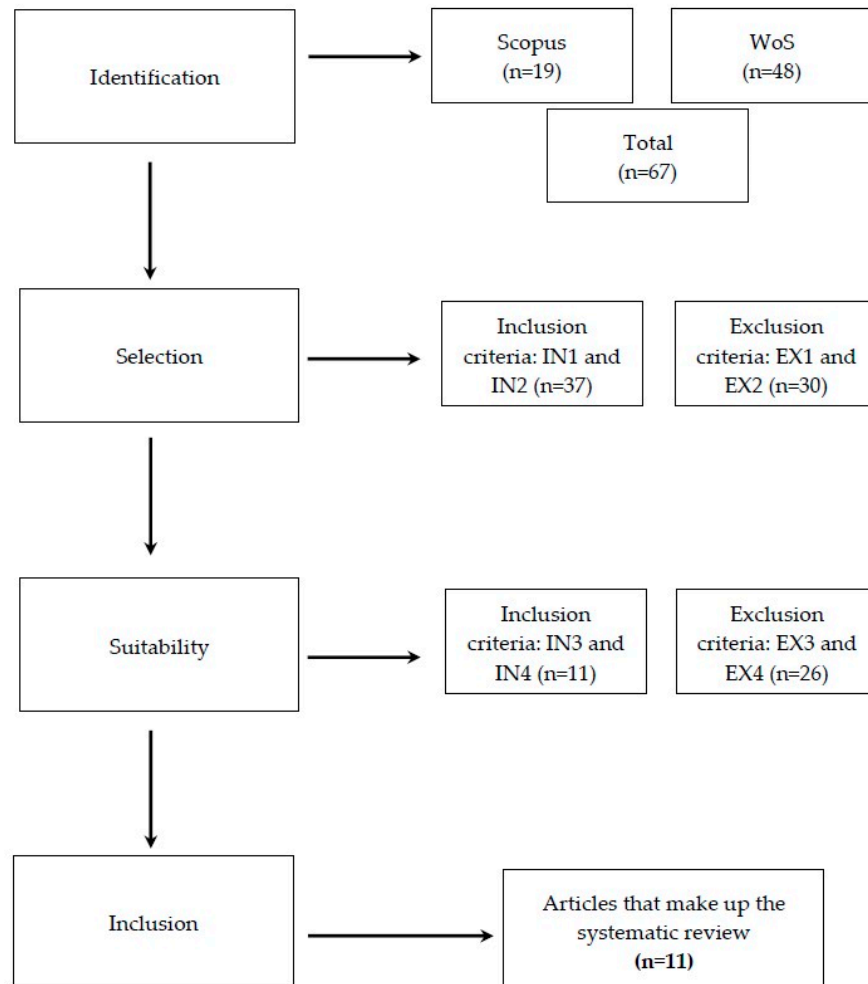 Identification
Scopus
(n=19)
WoS
(n=48)
Total
(n=67)
Selection
Inclusion
criteria: IN1 and
IN2 (n=37)
Exclusion
criteria: EX1 and
EX2 (n=30)
Suitability
Inclusion
criteria: IN3 and
IN4 (n=11)
Exclusion
criteria: EX3 and
EX4 (n=26)
Inclusion
Articles that make up the
systematic review
(n=11)